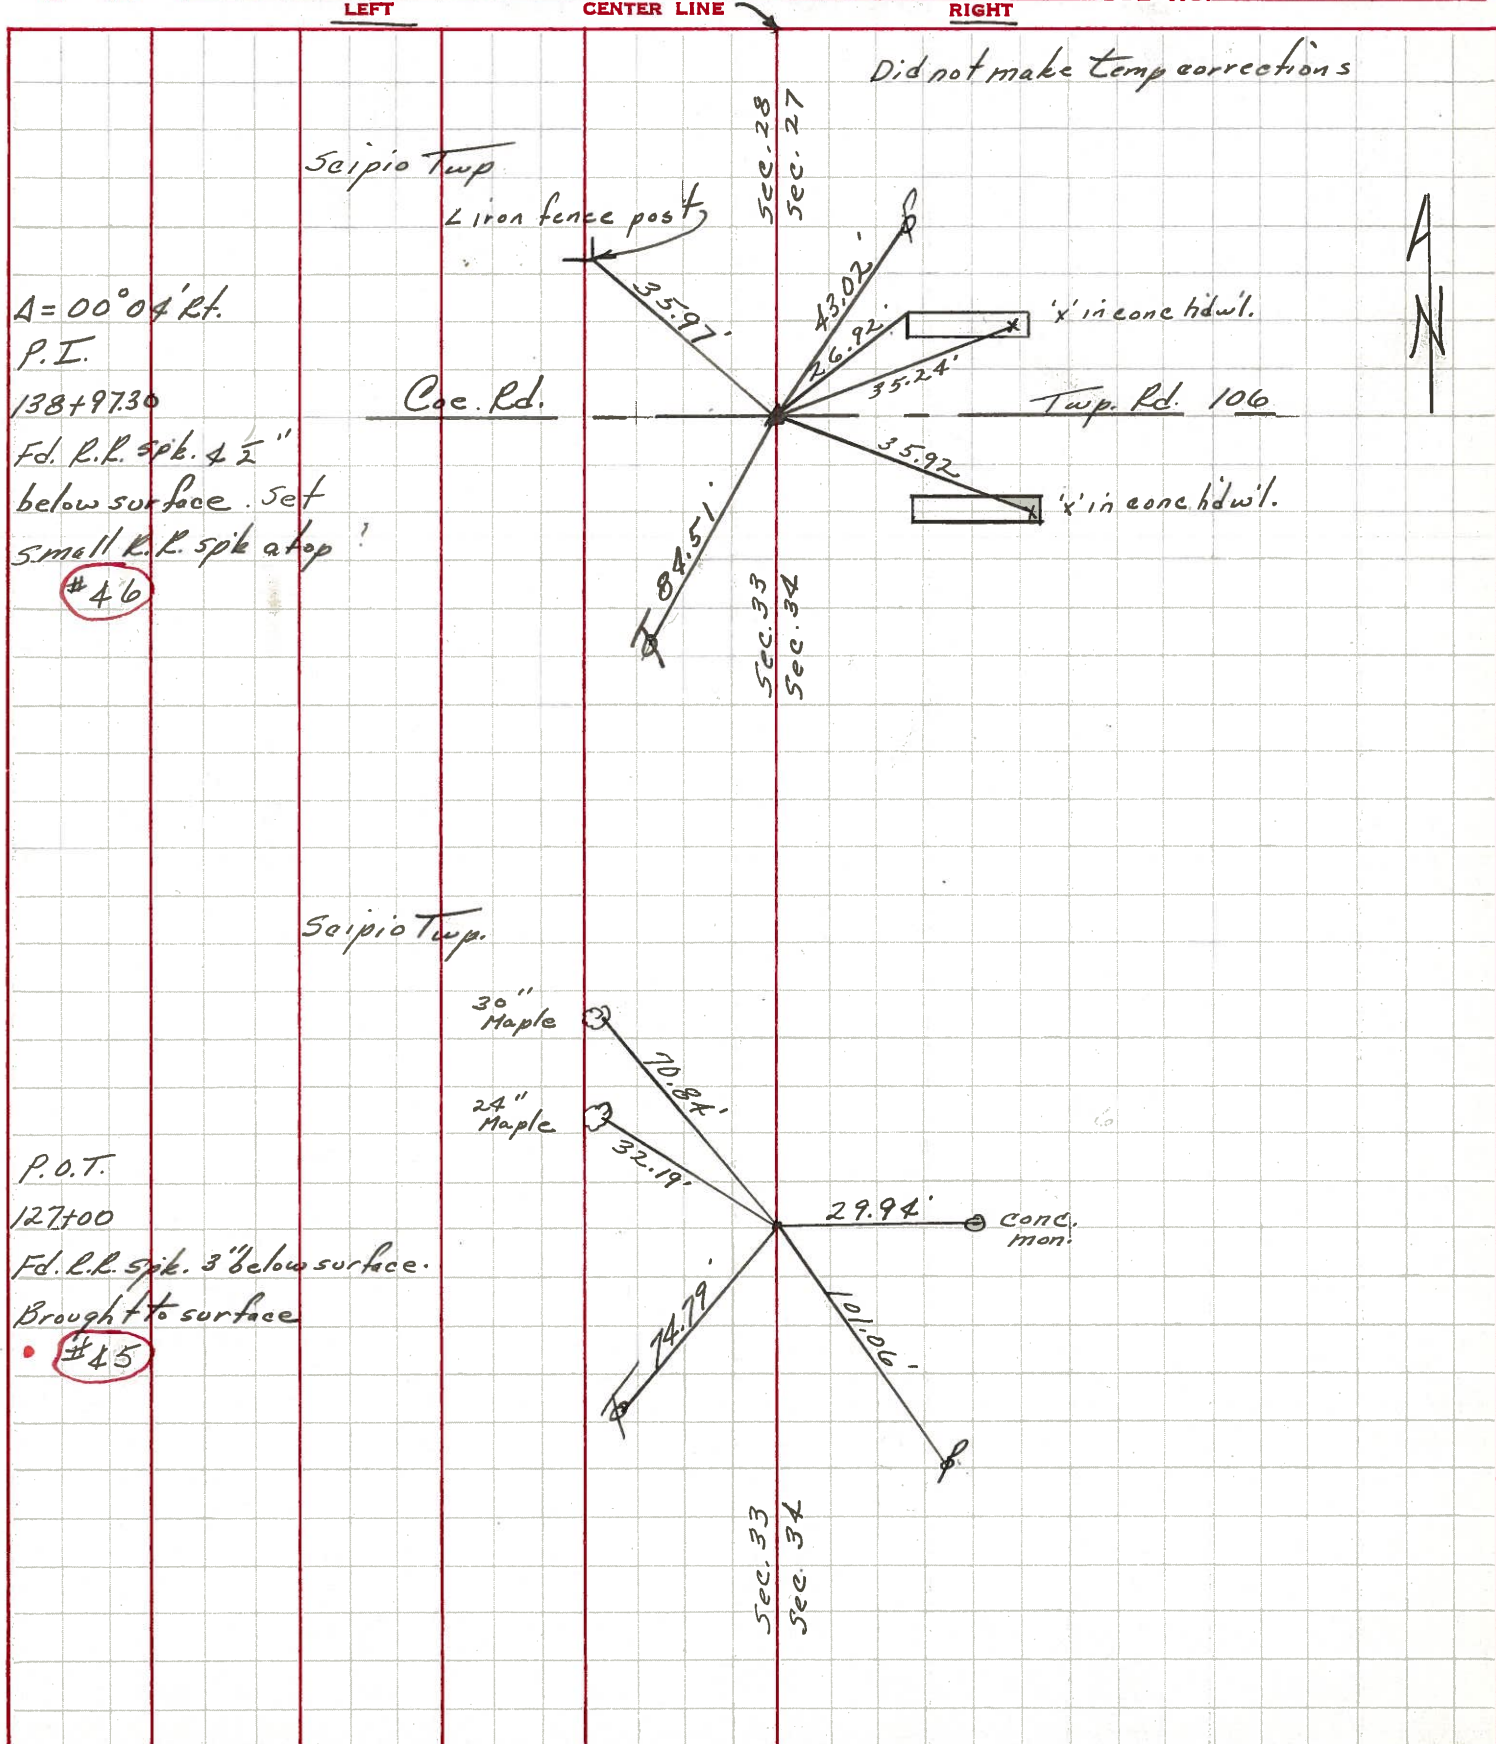 LEFT
CENTER LINE
RIGHT
Did not make temp corrections
Sec. 28
Sec. 27
Scipio Twp
L iron fence post
35.97'
43.02'
26.92'
35.24'
'x' in conc hdwl.
N
Δ = 00°04' Rt.
P.I.
138+97.30
Coe. Rd.
Twp. Rd. 106
Fd. R.R. spk. 4½"
below surface. Set
small R.R. spk atop
#46
35.92
'x' in conc hdwl.
84.51'
Sec. 33
Sec. 34
Scipio Twp.
30"
Maple
70.84'
24"
Maple
32.19'
P.O.T.
127+00
29.94'
conc.
mon.
Fd. R.R. spk. 3" below surface.
Brought to surface
#45
74.79'
101.06'
Sec. 33
Sec. 34